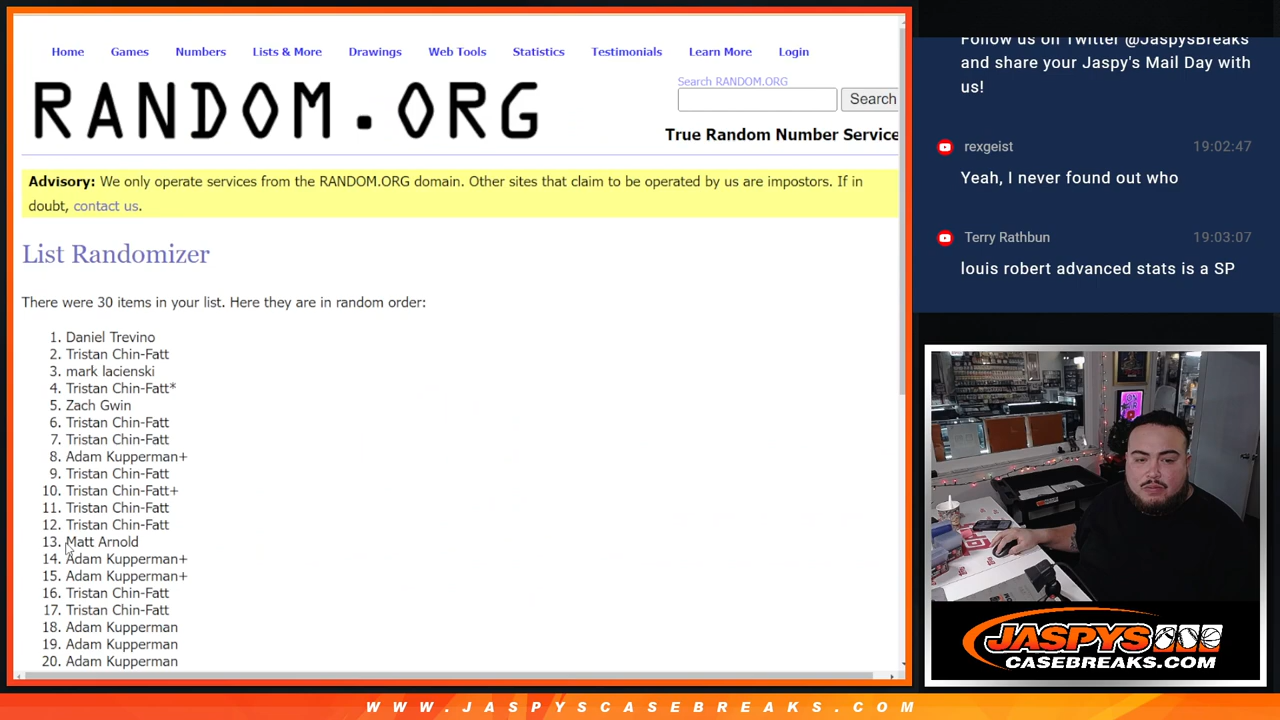 Home Games Numbers Lists & More Drawings Web Tools Statistics Testimonials Learn More Login
RANDOM.ORG
Search RANDOM.ORG
Search
True Random Number Service
Advisory: We only operate services from the RANDOM.ORG domain. Other sites that claim to be operated by us are impostors. If in
doubt, contact us.
List Randomizer
There were 30 items in your list. Here they are in random order:
1. Daniel Trevino
2. Tristan Chin-Fatt
3. mark lacienski
4. Tristan Chin-Fatt*
5. Zach Gwin
6. Tristan Chin-Fatt
7. Tristan Chin-Fatt
8. Adam Kupperman+
9. Tristan Chin-Fatt
10. Tristan Chin-Fatt+
11. Tristan Chin-Fatt
12. Tristan Chin-Fatt
13. Matt Arnold
14. Adam Kupperman+
15. Adam Kupperman+
16. Tristan Chin-Fatt
17. Tristan Chin-Fatt
18. Adam Kupperman
19. Adam Kupperman
20. Adam Kupperman
Follow us on Twitter @JaspysBreaks
and share your Jaspy's Mail Day with
us!
rexgeist 19:02:47
Yeah, I never found out who
Terry Rathbun 19:03:07
louis robert advanced stats is a SP
JASPYS
CASEBREAKS.COM
WWW.JASPYSCASEBREAKS.COM